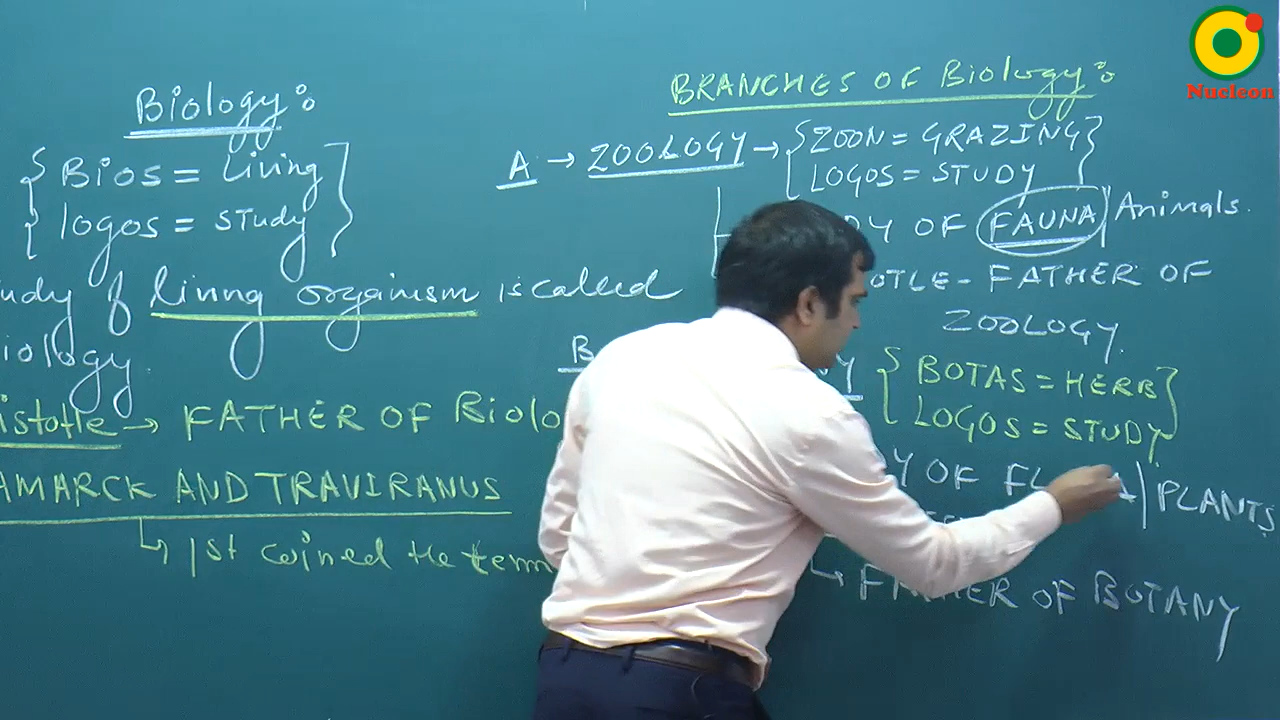 Biology:
Bios = Living
logos = study
udy of living organism is called
iology
istotle → FATHER OF Biolo
AMARCK AND TRAVIRANUS
↳ 1st coined the term
BRANCHES OF Biology:
A → ZOOLOGY → ZOON = GRAZING
LOGOS = STUDY
Y OF FAUNA | Animals.
OTLE - FATHER OF
ZOOLOGY.
B Y BOTAS = HERB
LOGOS = STUDY
Y OF FL A | PLANTS
↳ FATHER OF BOTANY
Nucleon